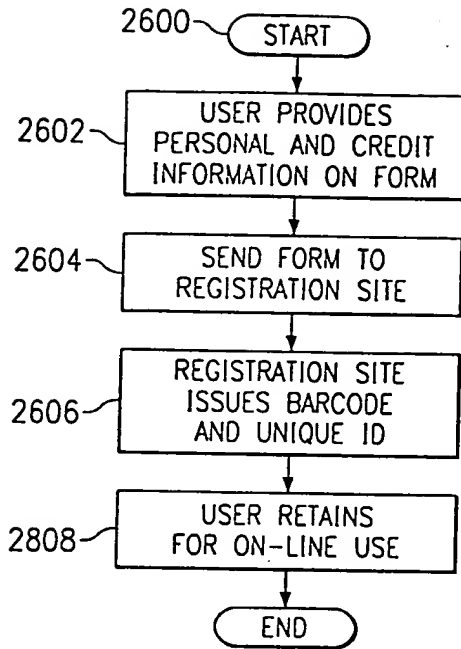 2600
START
2602
USER PROVIDES
PERSONAL AND CREDIT
INFORMATION ON FORM
2604
SEND FORM TO
REGISTRATION SITE
2606
REGISTRATION SITE
ISSUES BARCODE
AND UNIQUE ID
2808
USER RETAINS
FOR ON-LINE USE
END